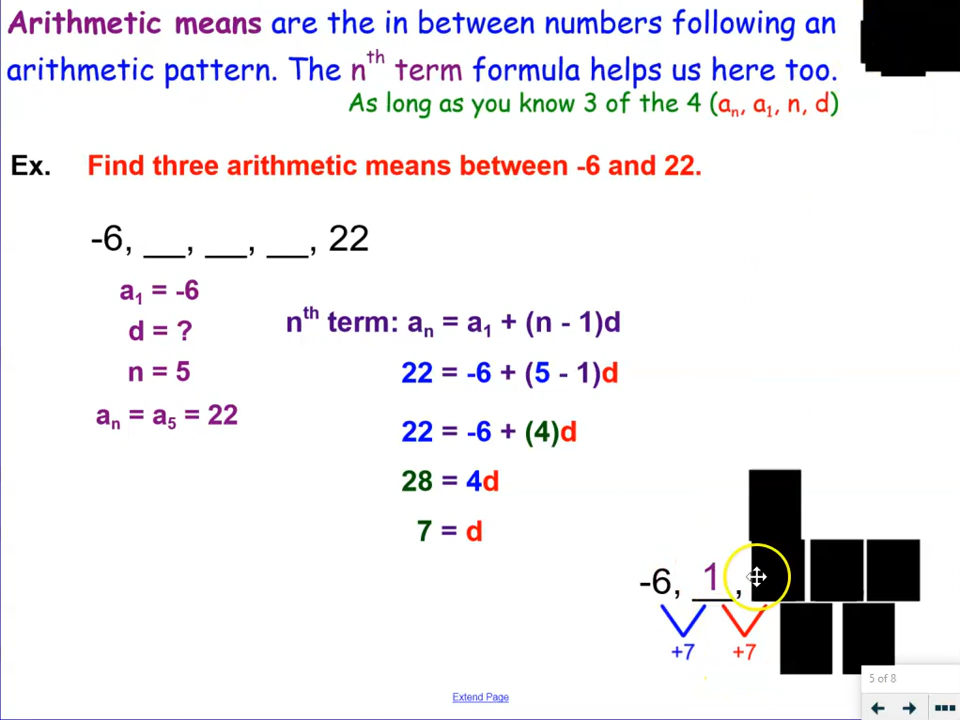 Arithmetic means are the in between numbers following an
arithmetic pattern. The nth term formula helps us here too.
As long as you know 3 of the 4 (an, a1, n, d)
Ex. Find three arithmetic means between -6 and 22.
-6, __, __, __, 22
a1 = -6
d = ?
n = 5
an = a5 = 22
nth term: an = a1 + (n - 1)d
22 = -6 + (5 - 1)d
22 = -6 + (4)d
28 = 4d
7 = d
-6, 1,
+7 +7
5 of 8
Extend Page